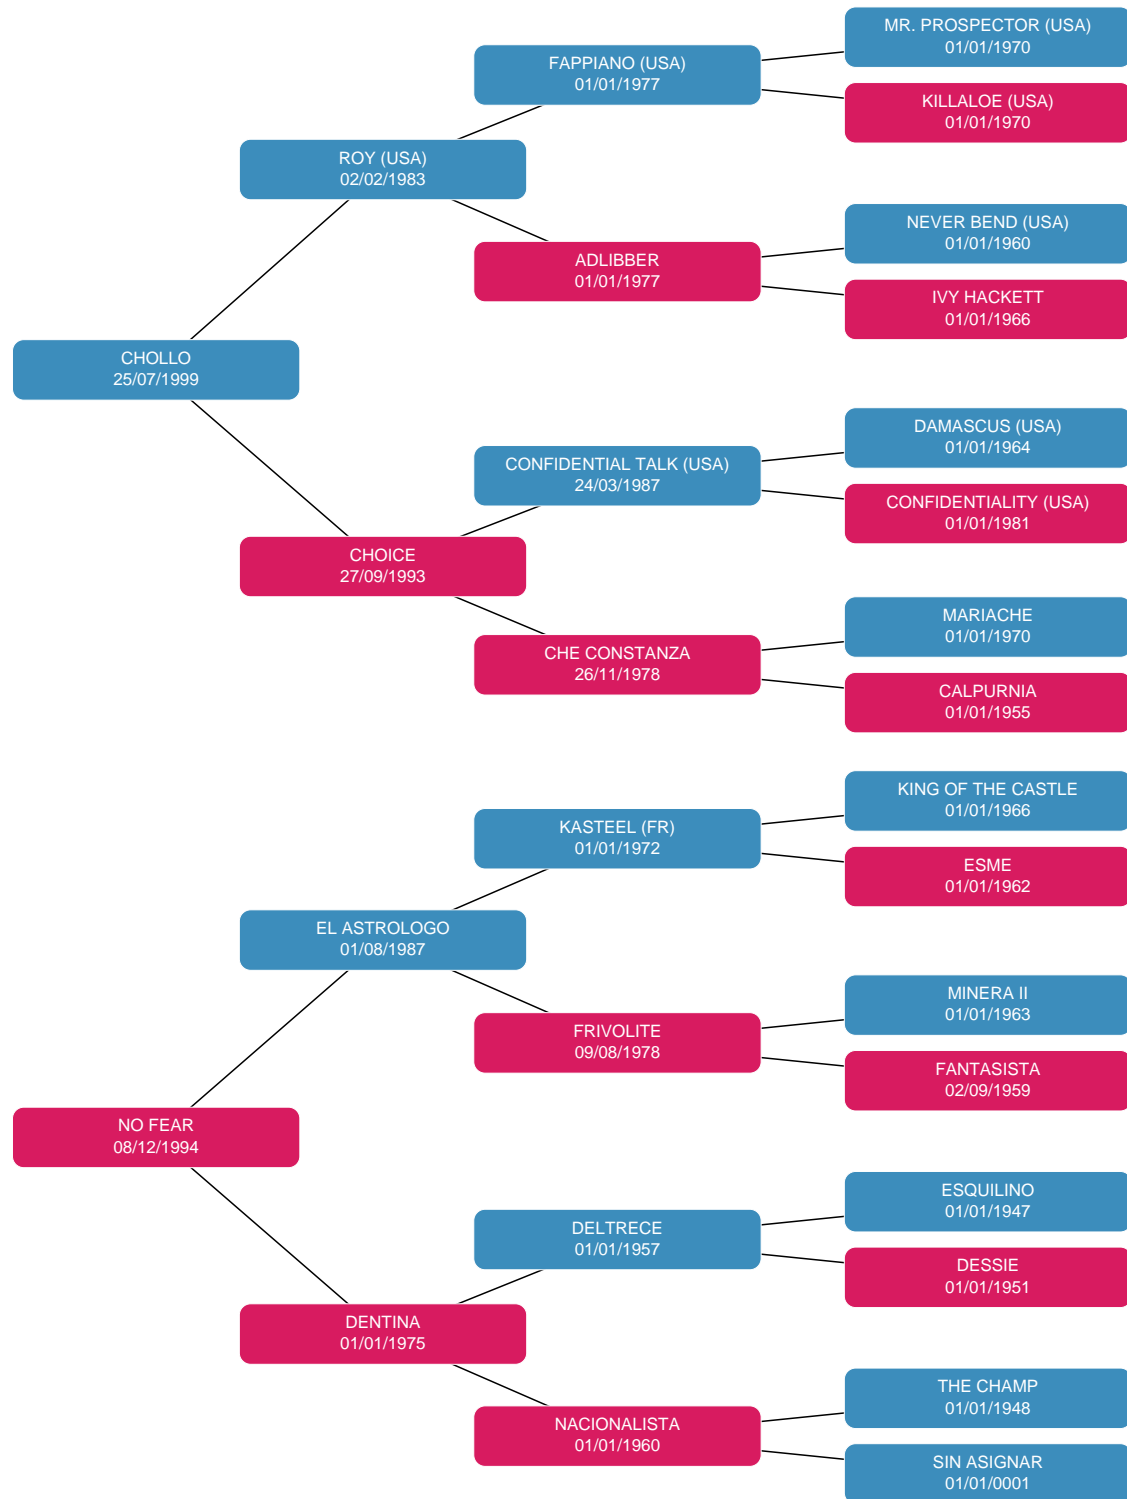 MR. PROSPECTOR (USA)
01/01/1970
FAPPIANO (USA)
01/01/1977
KILLALOE (USA)
01/01/1970
ROY (USA)
02/02/1983
NEVER BEND (USA)
01/01/1960
ADLIBBER
01/01/1977
IVY HACKETT
01/01/1966
CHOLLO
25/07/1999
DAMASCUS (USA)
01/01/1964
CONFIDENTIAL TALK (USA)
24/03/1987
CONFIDENTIALITY (USA)
01/01/1981
CHOICE
27/09/1993
MARIACHE
01/01/1970
CHE CONSTANZA
26/11/1978
CALPURNIA
01/01/1955
KING OF THE CASTLE
01/01/1966
KASTEEL (FR)
01/01/1972
ESME
01/01/1962
EL ASTROLOGO
01/08/1987
MINERA II
01/01/1963
FRIVOLITE
09/08/1978
FANTASISTA
02/09/1959
NO FEAR
08/12/1994
ESQUILINO
01/01/1947
DELTRECE
01/01/1957
DESSIE
01/01/1951
DENTINA
01/01/1975
THE CHAMP
01/01/1948
NACIONALISTA
01/01/1960
SIN ASIGNAR
01/01/0001